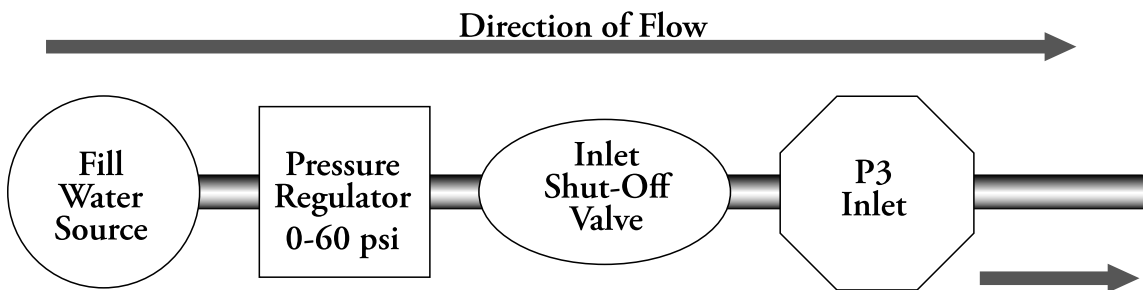 Direction of Flow
Fill
Water
Source
Pressure
Regulator
0-60 psi
Inlet
Shut-Off
Valve
P3
Inlet